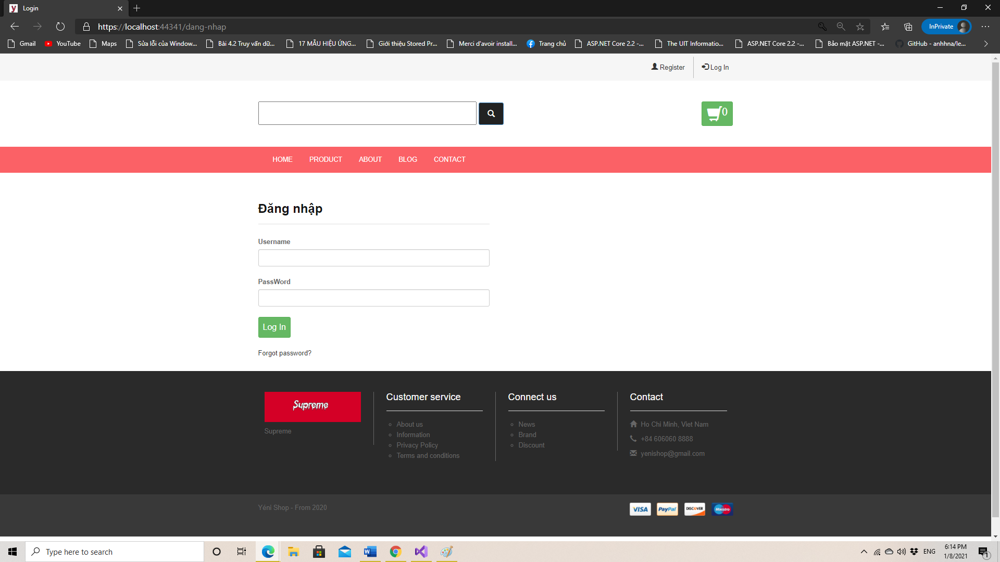 Login
https://localhost:44341/dang-nhap
InPrivate
Gmail YouTube Maps Sửa lỗi của Window... Bài 4.2 Truy vấn dữ... 17 MẪU HIỆU ỨNG... Giới thiệu Stored Pr... Merci d'avoir install... Trang chủ ASP.NET Core 2.2 -... The UIT Informatio... ASP.NET Core 2.2 -... Bảo mật ASP.NET -... GitHub - anhhna/le...
Register Log In
0
HOME PRODUCT ABOUT BLOG CONTACT
Đăng nhập
Username
PassWord
Log In
Forgot password?
Supreme
Supreme
Customer service
About us
Information
Privacy Policy
Terms and conditions
Connect us
News
Brand
Discount
Contact
Ho Chi Minh, Viet Nam
+84 606060 8888
yenishop@gmail.com
Yéni Shop - From 2020
VISA PayPal DISCOVER Maestro
Type here to search
ENG
6:14 PM
1/8/2021
1